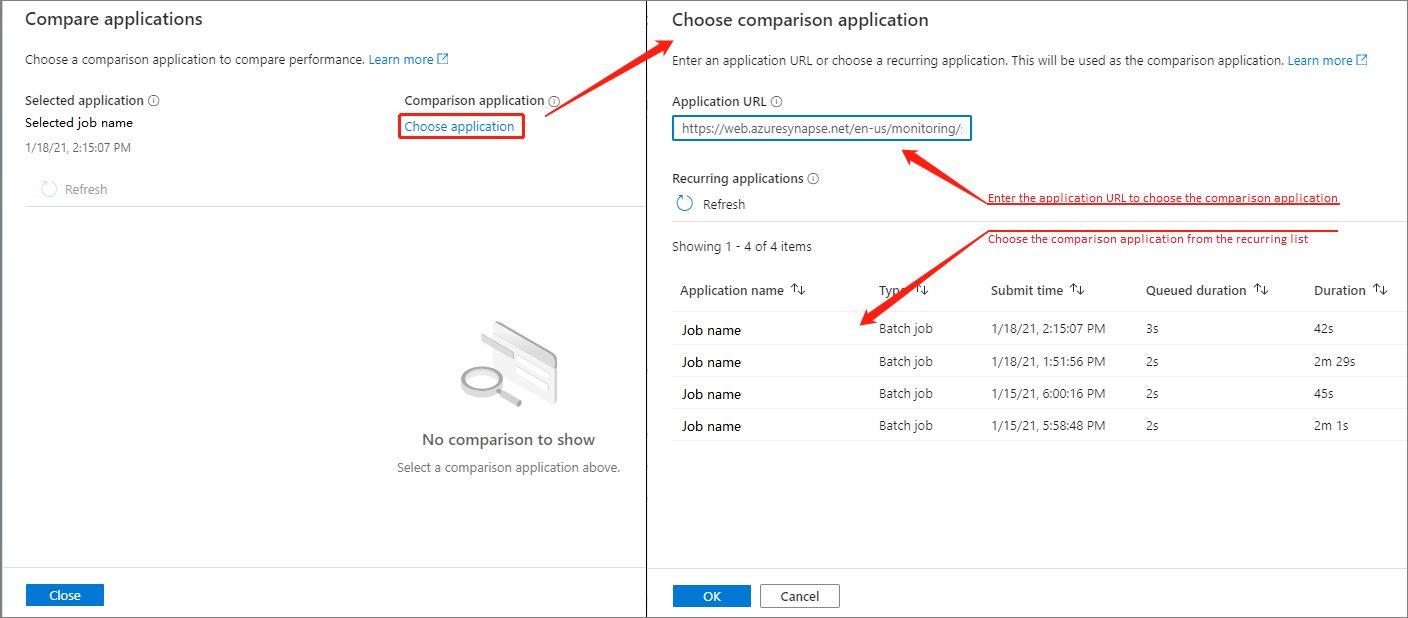 Compare applications
Choose a comparison application to compare performance. Learn more
Selected application
Comparison application
Selected job name
Choose application
1/18/21, 2:15:07 PM
Refresh
No comparison to show
Select a comparison application above.
Close
Choose comparison application
Enter an application URL or choose a recurring application. This will be used as the comparison application. Learn more
Application URL
https://web.azuresynapse.net/en-us/monitoring/
Recurring applications
Refresh
Enter the application URL to choose the comparison application
Choose the comparison application from the recurring list
Showing 1 - 4 of 4 items
Application name Type Submit time Queued duration Duration
Job name Batch job 1/18/21, 2:15:07 PM 3s 42s
Job name Batch job 1/18/21, 1:51:56 PM 2s 2m 29s
Job name Batch job 1/15/21, 6:00:16 PM 2s 45s
Job name Batch job 1/15/21, 5:58:48 PM 2s 2m 1s
OK
Cancel